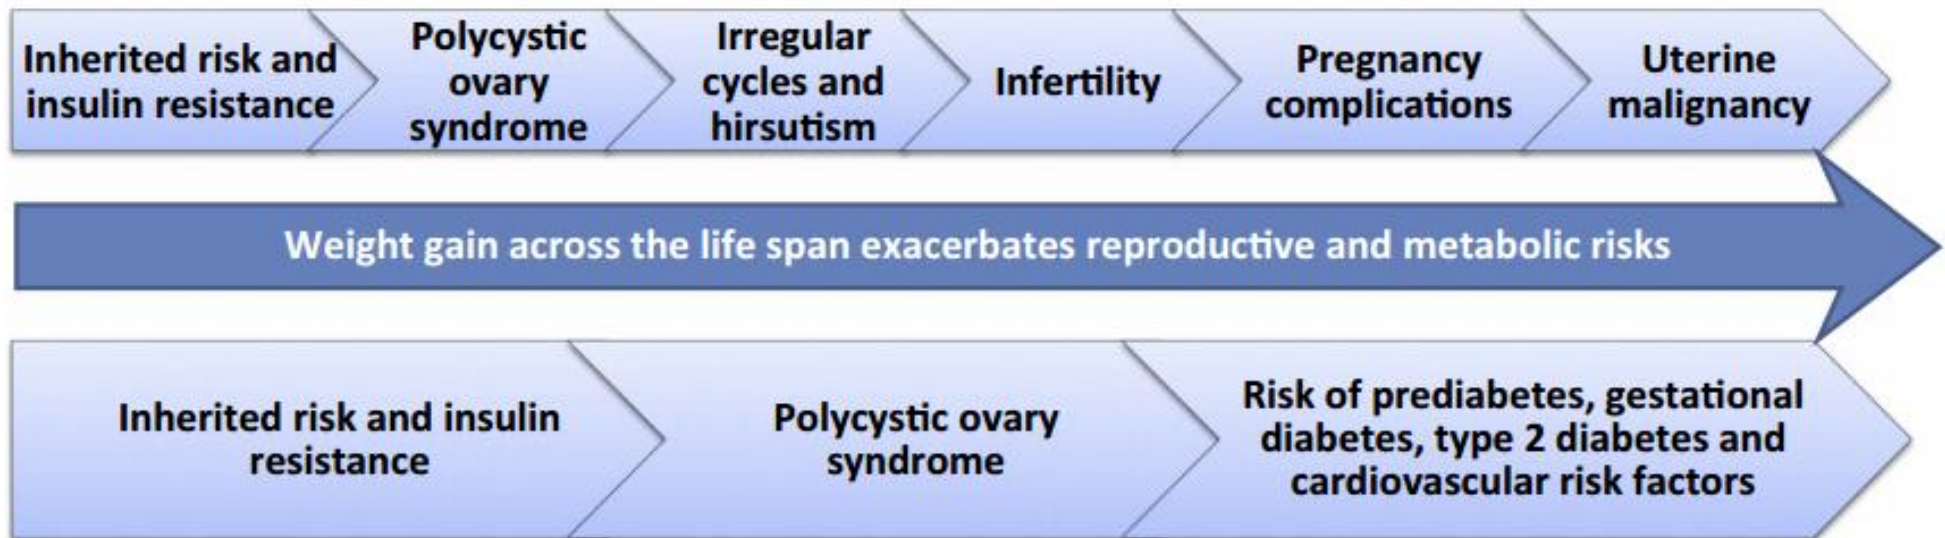 Inherited risk and
insulin resistance
Polycystic
ovary
syndrome
Irregular
cycles and
hirsutism
Infertility
Pregnancy
complications
Uterine
malignancy
Weight gain across the life span exacerbates reproductive and metabolic risks
Inherited risk and insulin
resistance
Polycystic ovary
syndrome
Risk of prediabetes, gestational
diabetes, type 2 diabetes and
cardiovascular risk factors